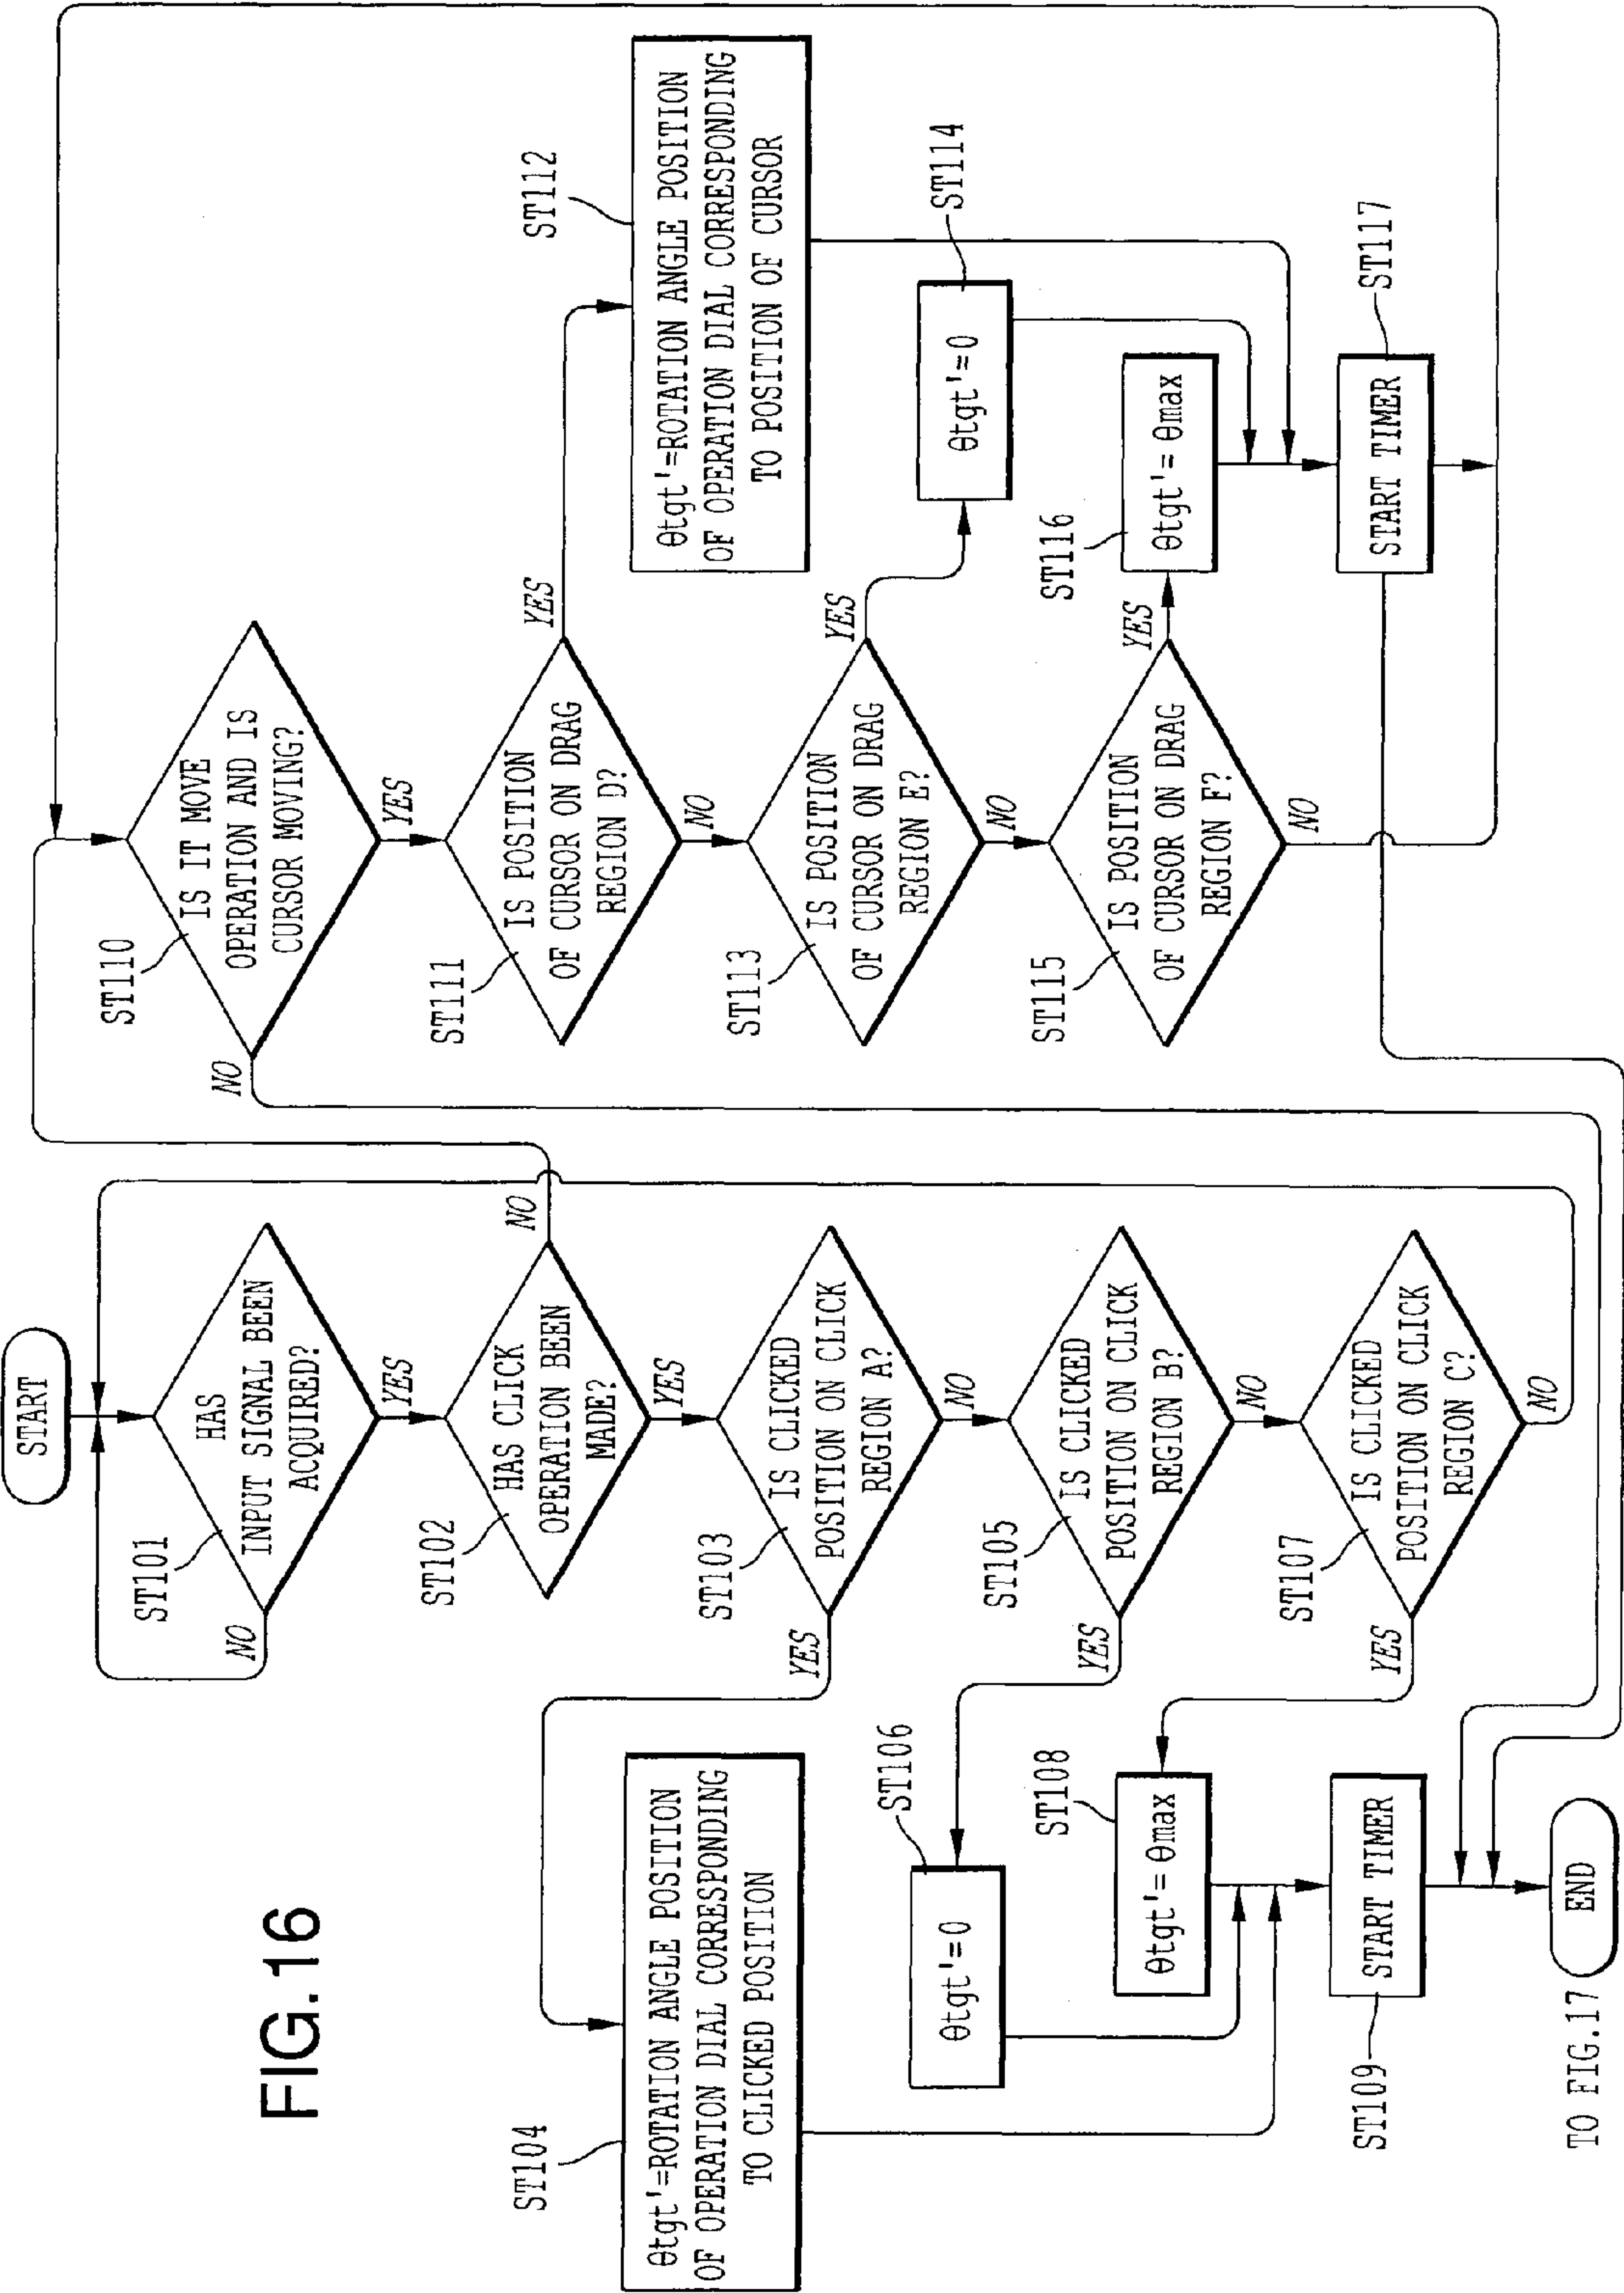 FIG.16
START
ST101
HAS
INPUT SIGNAL BEEN
ACQUIRED?
NO
YES
ST102
HAS CLICK
OPERATION BEEN
MADE?
NO
YES
ST103
IS CLICKED
POSITION ON CLICK
REGION A?
YES
NO
ST104
θtgt'=ROTATION ANGLE POSITION
OF OPERATION DIAL CORRESPONDING
TO CLICKED POSITION
ST105
IS CLICKED
POSITION ON CLICK
REGION B?
YES
NO
ST106
θtgt'=0
ST107
IS CLICKED
POSITION ON CLICK
REGION C?
YES
NO
ST108
θtgt'= θmax
ST109
START TIMER
END
TO FIG.17
ST110
IS IT MOVE
OPERATION AND IS
CURSOR MOVING?
NO
YES
ST111
IS POSITION
OF CURSOR ON DRAG
REGION D?
YES
NO
ST112
θtgt'=ROTATION ANGLE POSITION
OF OPERATION DIAL CORRESPONDING
TO POSITION OF CURSOR
ST113
IS POSITION
OF CURSOR ON DRAG
REGION E?
YES
NO
ST114
θtgt'=0
ST115
IS POSITION
OF CURSOR ON DRAG
REGION F?
YES
NO
ST116
θtgt'= θmax
ST117
START TIMER